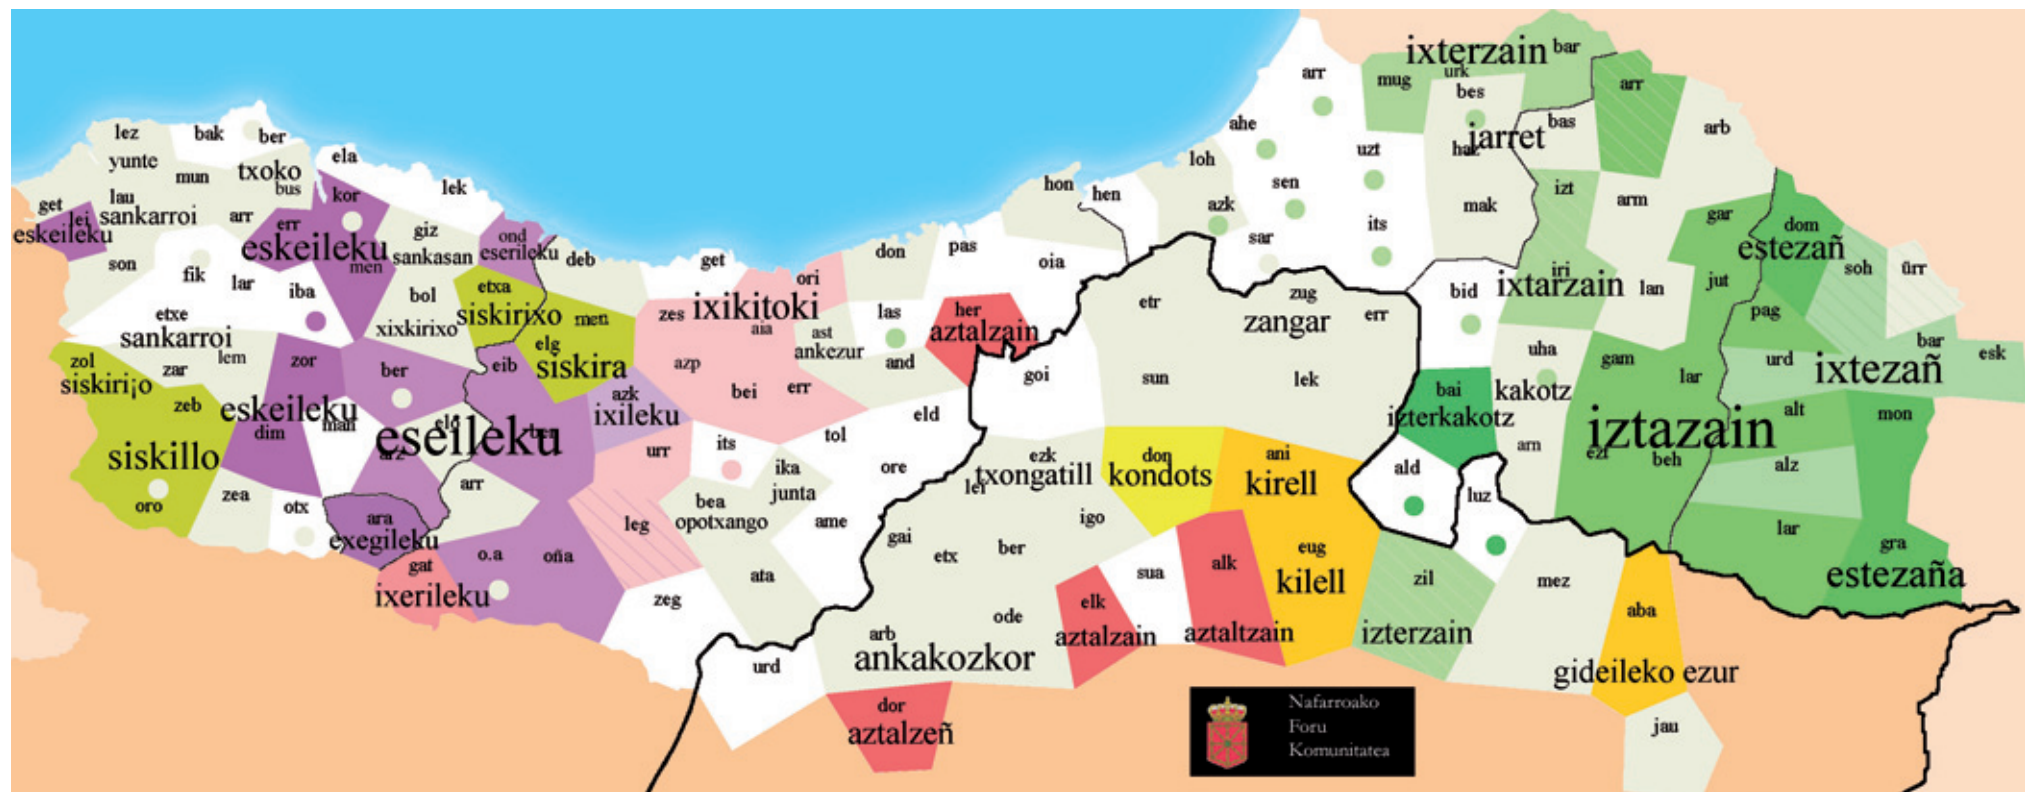 ixterzain
bar
arr
mug
urk
bes
arr
lez
bak
ber
ahe
jarret
bas
arb
yunte
txoko
ela
uzt
haz
mun
bus
lek
loh
sen
izt
get
lau
kor
hon
hen
azk
mak
arm
lei
sankarroi
arr
err
giz
ond
its
gar
dom
eskeileku
eskeileku
sankasan
eserileku
deb
get
don
pas
sar
estezañ
son
men
oia
soh
ürr
fik
lar
iba
bol
etxa
ori
etr
zug
err
bid
ixtarzain
iri
lan
jut
etxe
sankarroi
xixkirixo
siskirixo
men
zes
ixikitoki
aia
las
her
aztalzain
zangar
pag
zol
lem
elg
ast
ankezur
and
uha
gam
urd
bar
esk
siskiri¡o
zar
zor
ber
eib
siskira
azp
goi
sun
lek
bai
kakotz
lar
ixtezañ
zeb
eskeileku
azk
ixileku
bei
err
eld
izterkakotz
alt
mon
dim
man
elo
eseileku
ber
tol
iztazain
siskillo
arz
urr
its
ika
ore
ezk
txongatill
don
kondots
ani
kirell
ald
arn
ezt
beh
alz
oro
zea
otx
arr
bea
junta
lei
luz
ara
leg
opotxango
ame
igo
lar
exegileku
gai
etx
ber
eug
gra
gat
o.a
oña
ata
sua
alk
kilell
zil
mez
estezaña
ixerileku
zeg
ode
elk
aba
arb
ankakozkor
aztalzain
aztaltzain
izterzain
urd
gideileko ezur
dor
aztalzeñ
jau
Nafarroako
Foru
Komunitatea